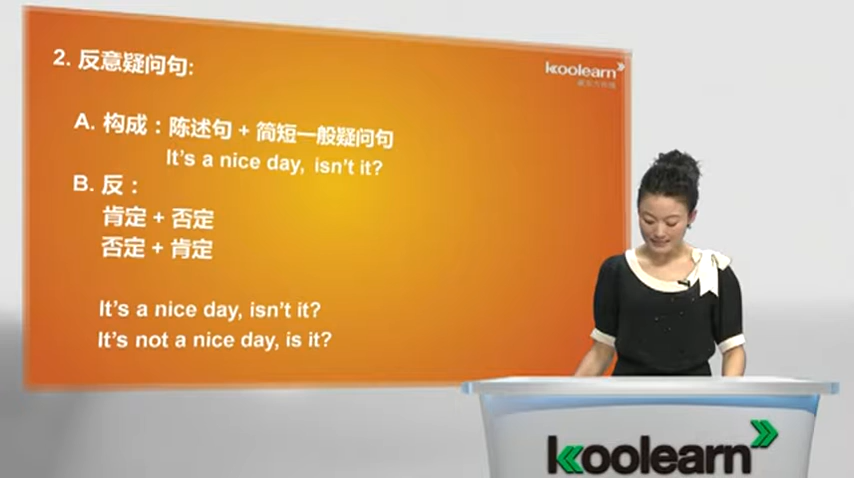 2. 反意疑问句:
koolearn
A. 构成：陈述句 + 简短一般疑问句
It's a nice day, isn't it?
B. 反：
肯定 + 否定
否定 + 肯定
It's a nice day, isn't it?
It's not a nice day, is it?
koolearn